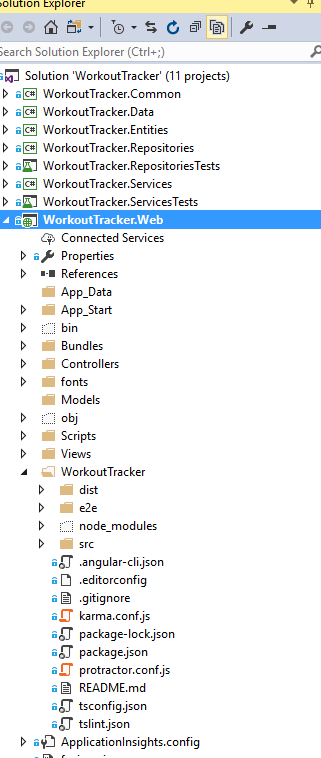 Solution Explorer
Search Solution Explorer (Ctrl+;)
Solution 'WorkoutTracker' (11 projects)
C# WorkoutTracker.Common
C# WorkoutTracker.Data
C# WorkoutTracker.Entities
C# WorkoutTracker.Repositories
WorkoutTracker.RepositoriesTests
C# WorkoutTracker.Services
WorkoutTracker.ServicesTests
WorkoutTracker.Web
Connected Services
Properties
References
App_Data
App_Start
bin
Bundles
Controllers
fonts
Models
obj
Scripts
Views
WorkoutTracker
dist
e2e
node_modules
src
.angular-cli.json
.editorconfig
.gitignore
karma.conf.js
package-lock.json
package.json
protractor.conf.js
README.md
tsconfig.json
tslint.json
ApplicationInsights.config